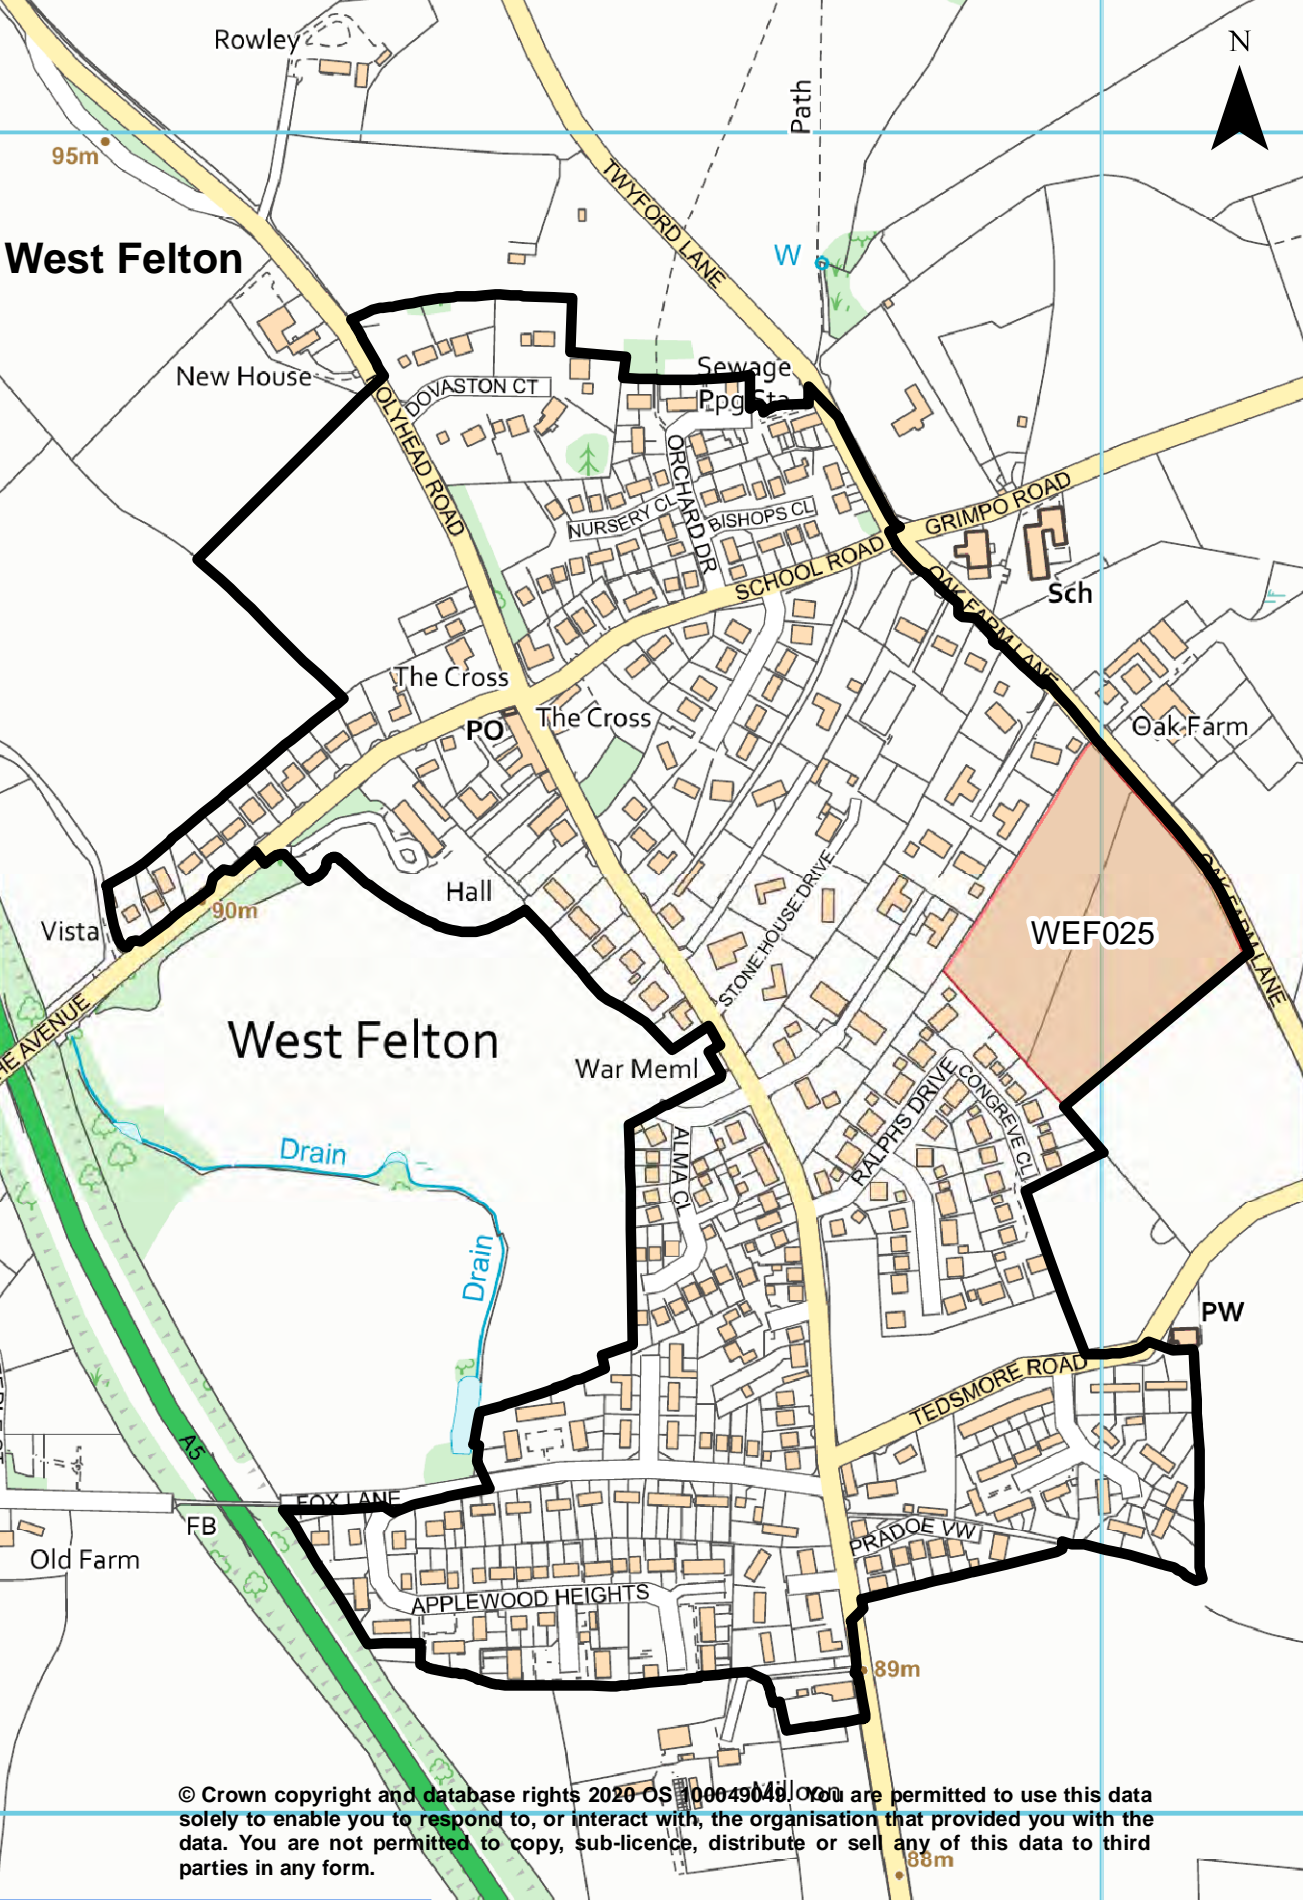 Rowley
N
Path
95m
TWYFORD LANE
West Felton
W
New House
Sewage
Ppg Sta
DOVASTON CT
HOLYHEAD ROAD
ORCHARD DR
NURSERY CL
BISHOPS CL
GRIMPO ROAD
SCHOOL ROAD
OAK FARM LANE
Sch
The Cross
PO
The Cross
Oak Farm
Hall
STONE HOUSE DRIVE
OAK FARM LANE
90m
Vista
WEF025
THE AVENUE
West Felton
War Meml
RALPHS DRIVE
CONGREVE CL
ALMA CL
Drain
Drain
PW
TEDSMORE ROAD
A5
FOX LANE
FB
PRADOE VW
Old Farm
APPLEWOOD HEIGHTS
89m
Milloon
© Crown copyright and database rights 2020 OS 100049049. You are permitted to use this data
solely to enable you to respond to, or interact with, the organisation that provided you with the
data. You are not permitted to copy, sub-licence, distribute or sell any of this data to third
parties in any form.
88m